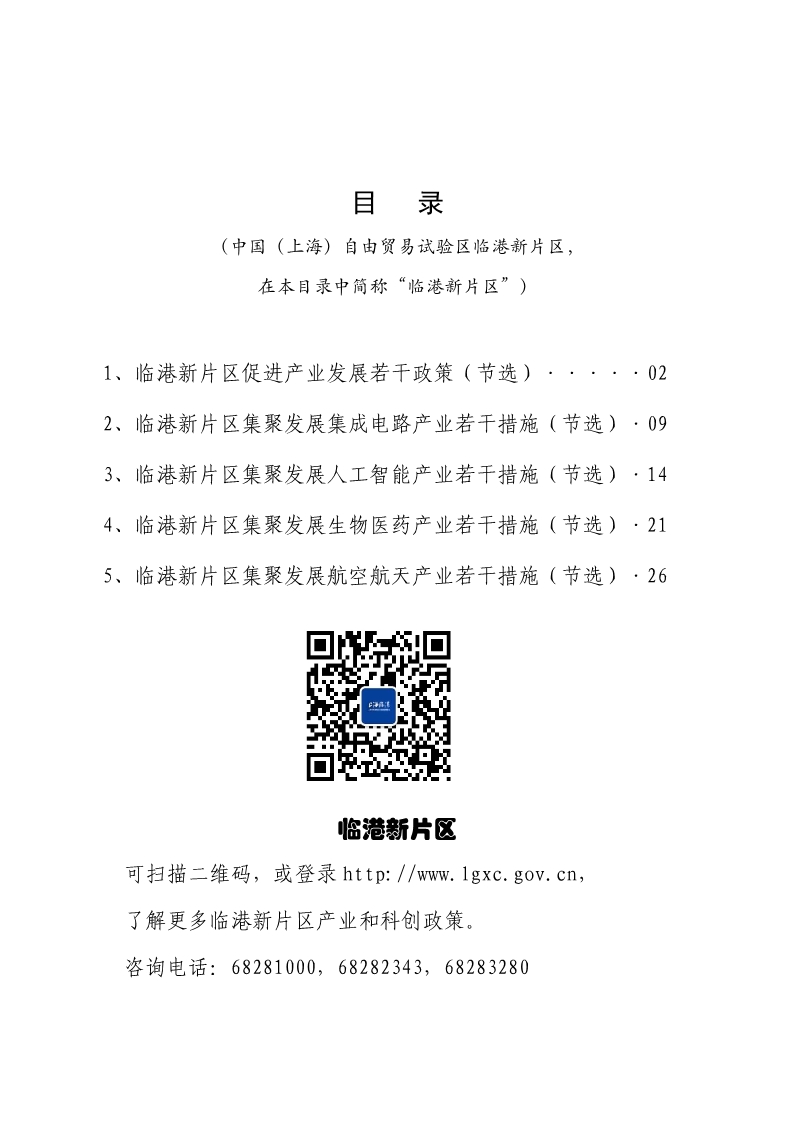 目 录
（中国（上海）自由贸易试验区临港新片区，
在本目录中简称“临港新片区”）
1、临港新片区促进产业发展若干政策（节选）·····02
2、临港新片区集聚发展集成电路产业若干措施（节选）·09
3、临港新片区集聚发展人工智能产业若干措施（节选）·14
4、临港新片区集聚发展生物医药产业若干措施（节选）·21
5、临港新片区集聚发展航空航天产业若干措施（节选）·26
临港新片区
可扫描二维码，或登录 http://www.lgxc.gov.cn，
了解更多临港新片区产业和科创政策。
咨询电话：68281000，68282343，68283280